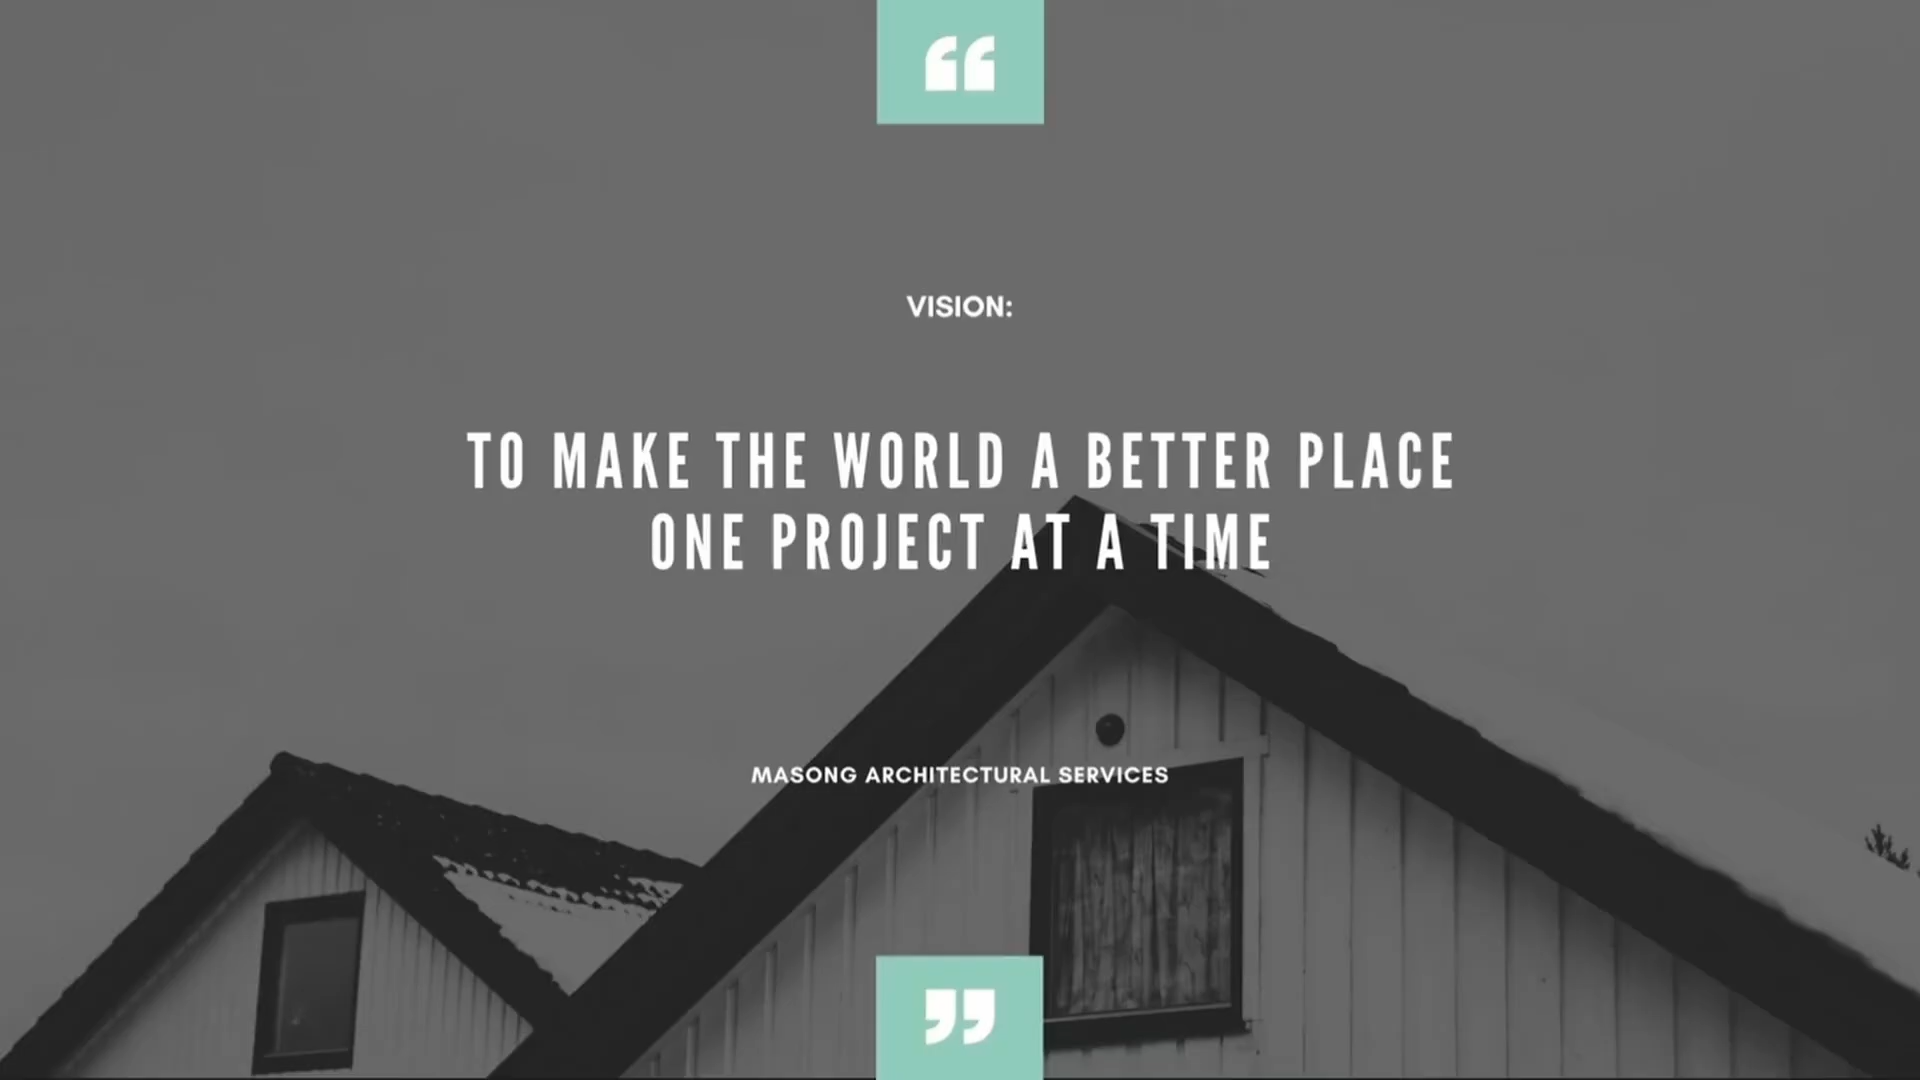 “
VISION:
TO MAKE THE WORLD A BETTER PLACE
ONE PROJECT AT A TIME
MASONG ARCHITECTURAL SERVICES
”